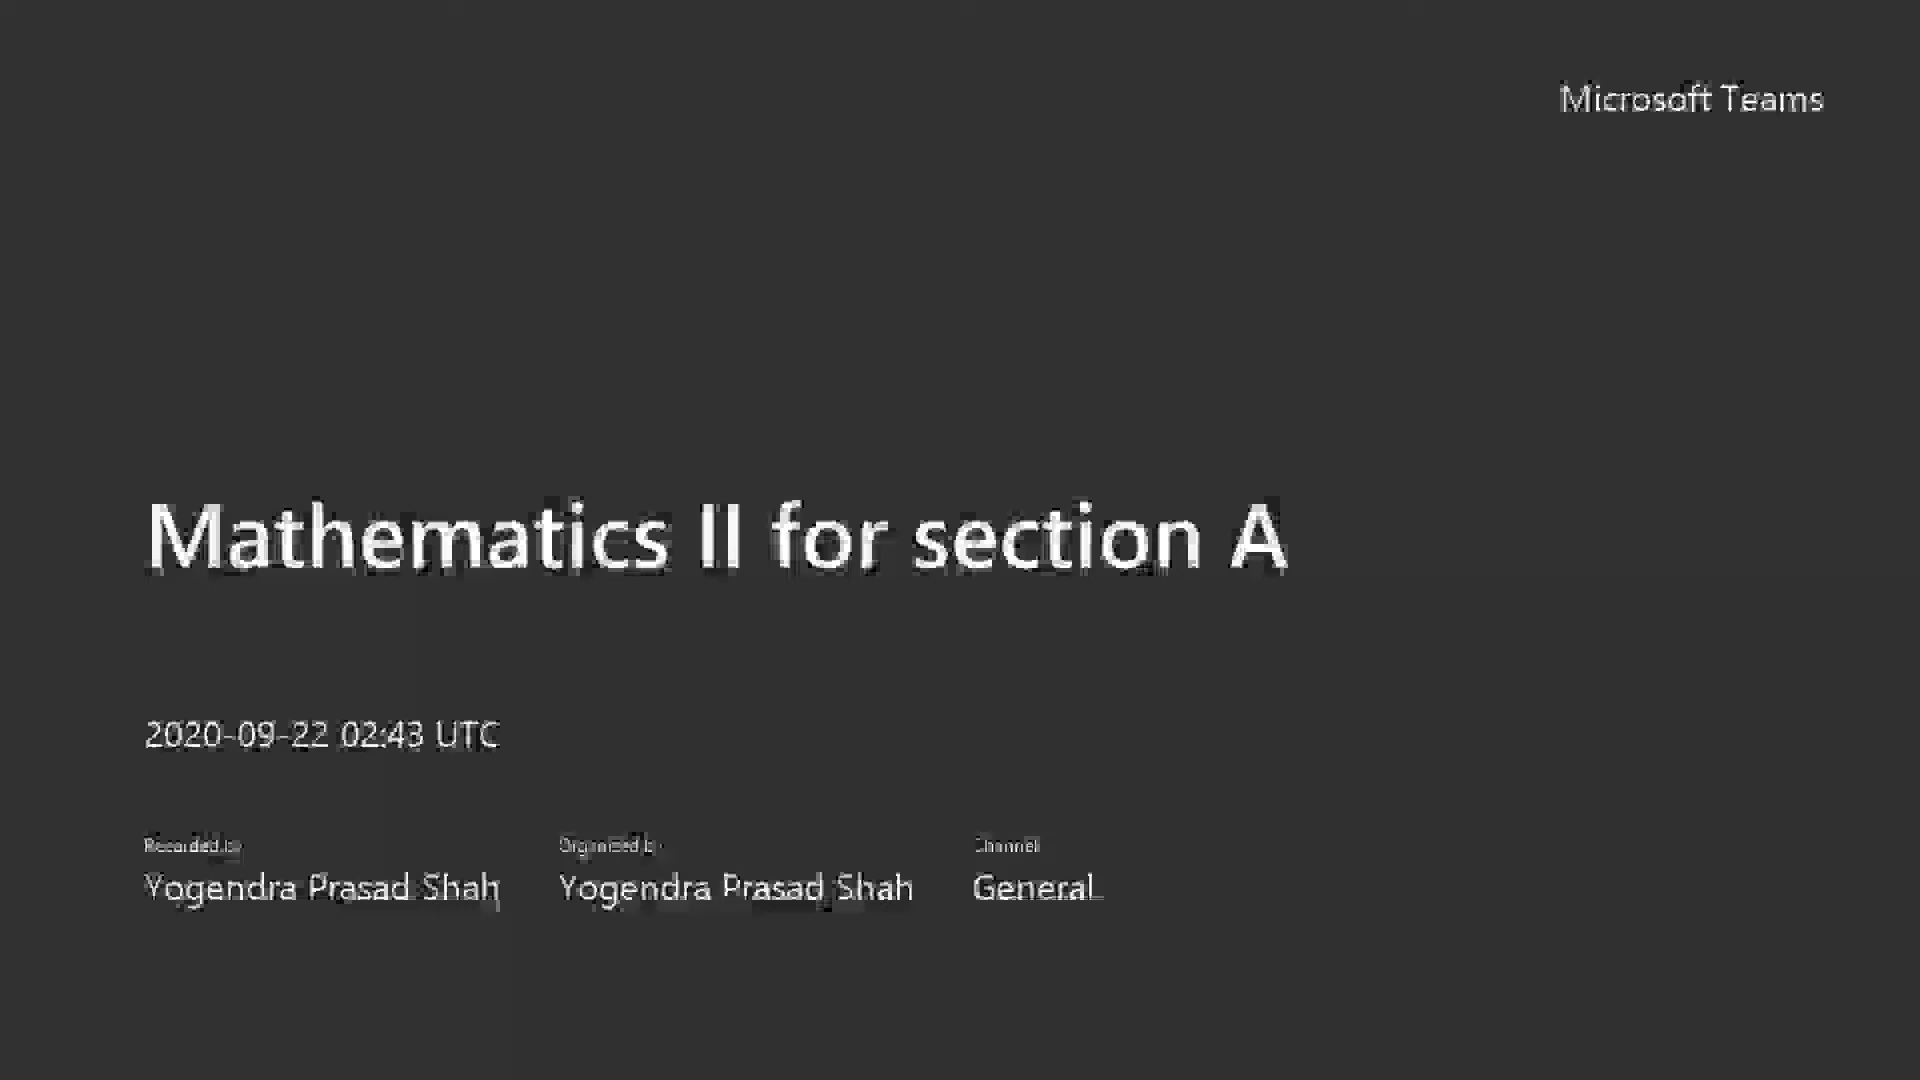 Microsoft Teams
Mathematics II for section A
2020-09-22 02:43 UTC
Recorded by Organized by Channel
Yogendra Prasad Shah Yogendra Prasad Shah General